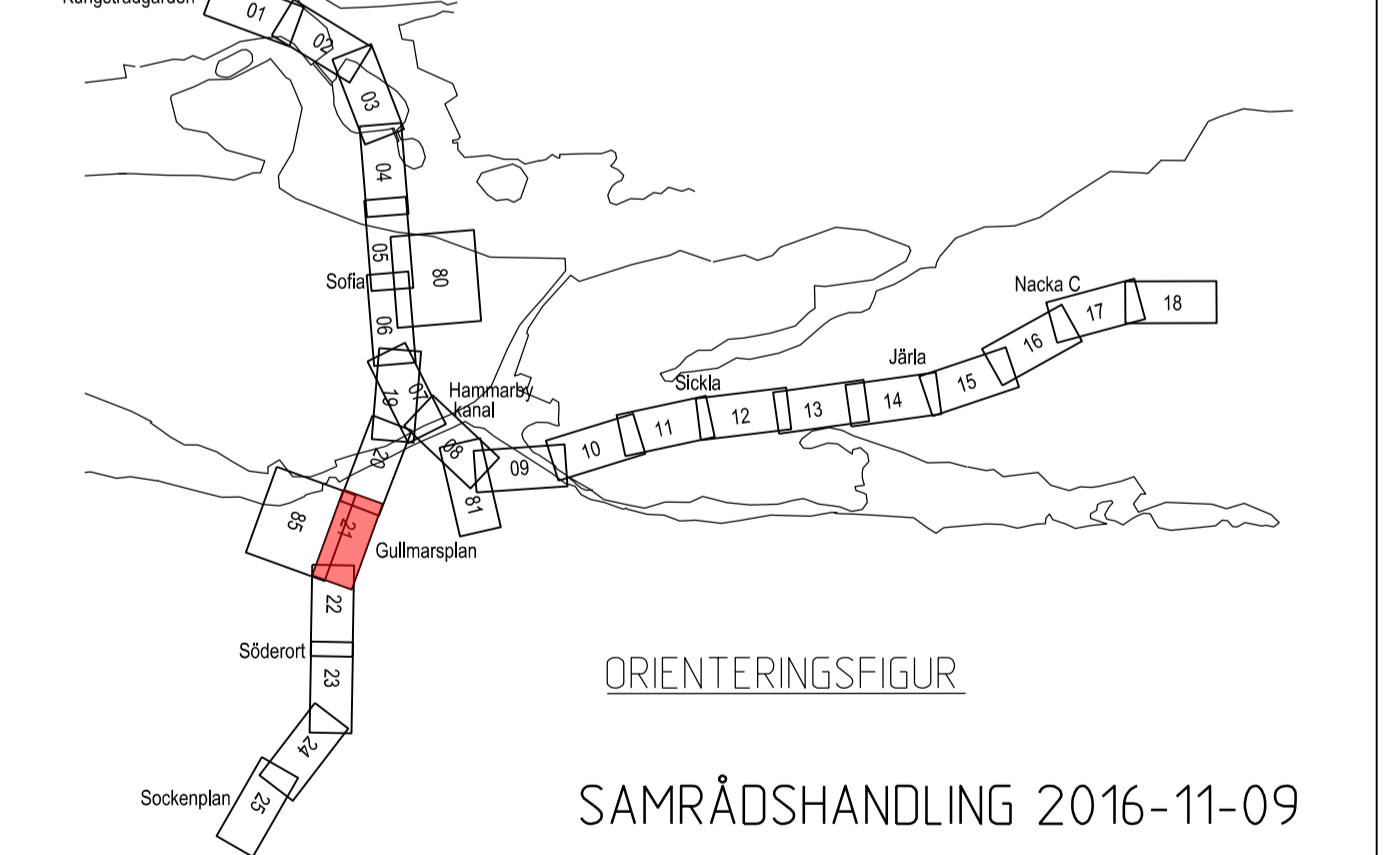 Kungsträdgården
01
02
03
04
05
Sofia
80
06
19
07
Hammarby
kanal
20
08
09
81
10
11
Sickla
12
13
14
Järla
15
16
Nacka C
17
18
85
21
Gullmarsplan
22
Söderort
23
24
Sockenplan
25
ORIENTERINGSFIGUR
SAMRÅDSHANDLING 2016-11-09